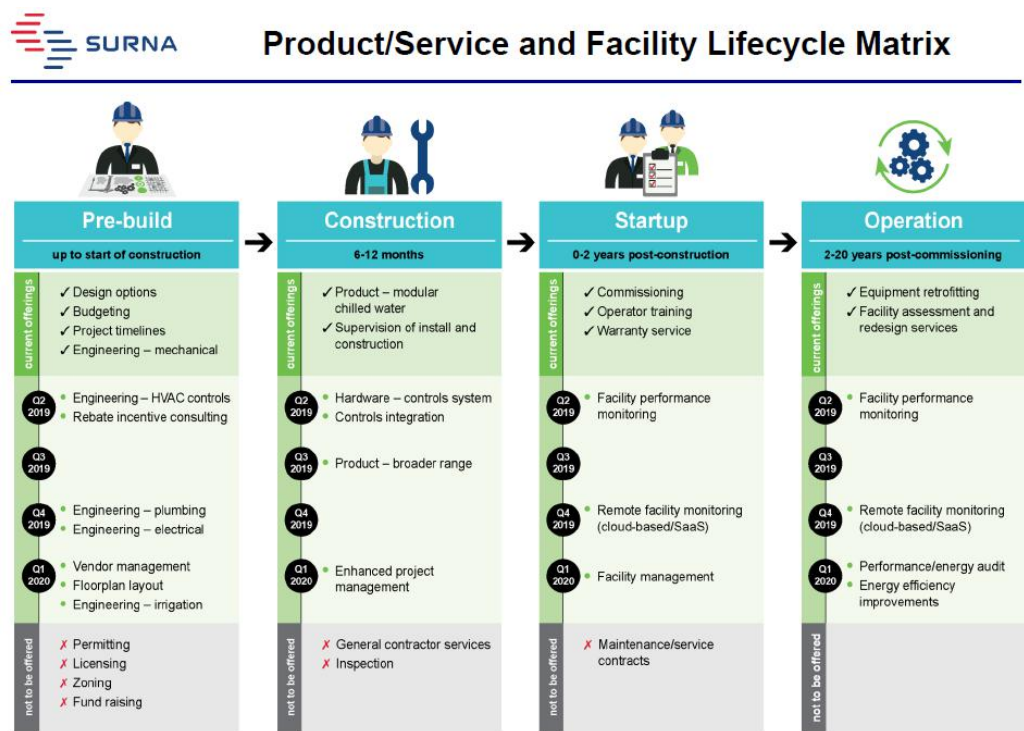 SURNA
Product/Service and Facility Lifecycle Matrix
Pre-build
up to start of construction
current offerings
✓ Design options
✓ Budgeting
✓ Project timelines
✓ Engineering – mechanical
Q2
2019
• Engineering – HVAC controls
• Rebate incentive consulting
Q3
2019
Q4
2019
• Engineering – plumbing
• Engineering – electrical
Q1
2020
• Vendor management
• Floorplan layout
• Engineering – irrigation
not to be offered
✗ Permitting
✗ Licensing
✗ Zoning
✗ Fund raising
Construction
6-12 months
current offerings
✓ Product – modular
chilled water
✓ Supervision of install and
construction
Q2
2019
• Hardware – controls system
• Controls integration
Q3
2019
• Product – broader range
Q4
2019
Q1
2020
• Enhanced project
management
not to be offered
✗ General contractor services
✗ Inspection
Startup
0-2 years post-construction
current offerings
✓ Commissioning
✓ Operator training
✓ Warranty service
Q2
2019
• Facility performance
monitoring
Q3
2019
Q4
2019
• Remote facility monitoring
(cloud-based/SaaS)
Q1
2020
• Facility management
not to be offered
✗ Maintenance/service
contracts
Operation
2-20 years post-commissioning
current offerings
✓ Equipment retrofitting
✓ Facility assessment and
redesign services
Q2
2019
• Facility performance
monitoring
Q3
2019
Q4
2019
• Remote facility monitoring
(cloud-based/SaaS)
Q1
2020
• Performance/energy audit
• Energy efficiency
improvements
not to be offered